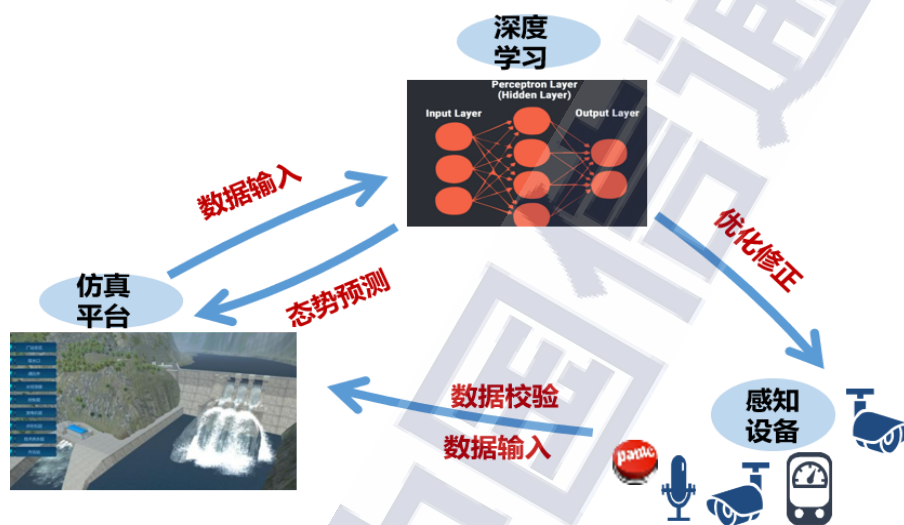 深度
学习
Perceptron Layer
(Hidden Layer)
Input Layer
Output Layer
数据输入
优化修正
仿真
平台
态势预测
数据校验
数据输入
感知
设备
panic